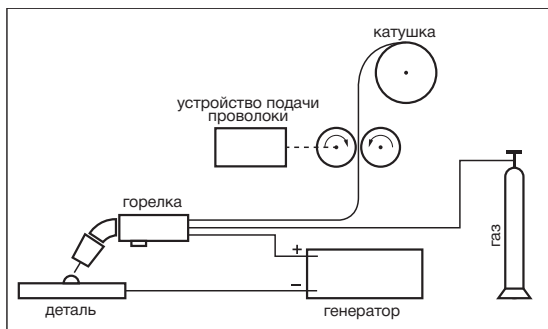 катушка
устройство подачи
проволоки
горелка
газ
+
–
деталь
генератор